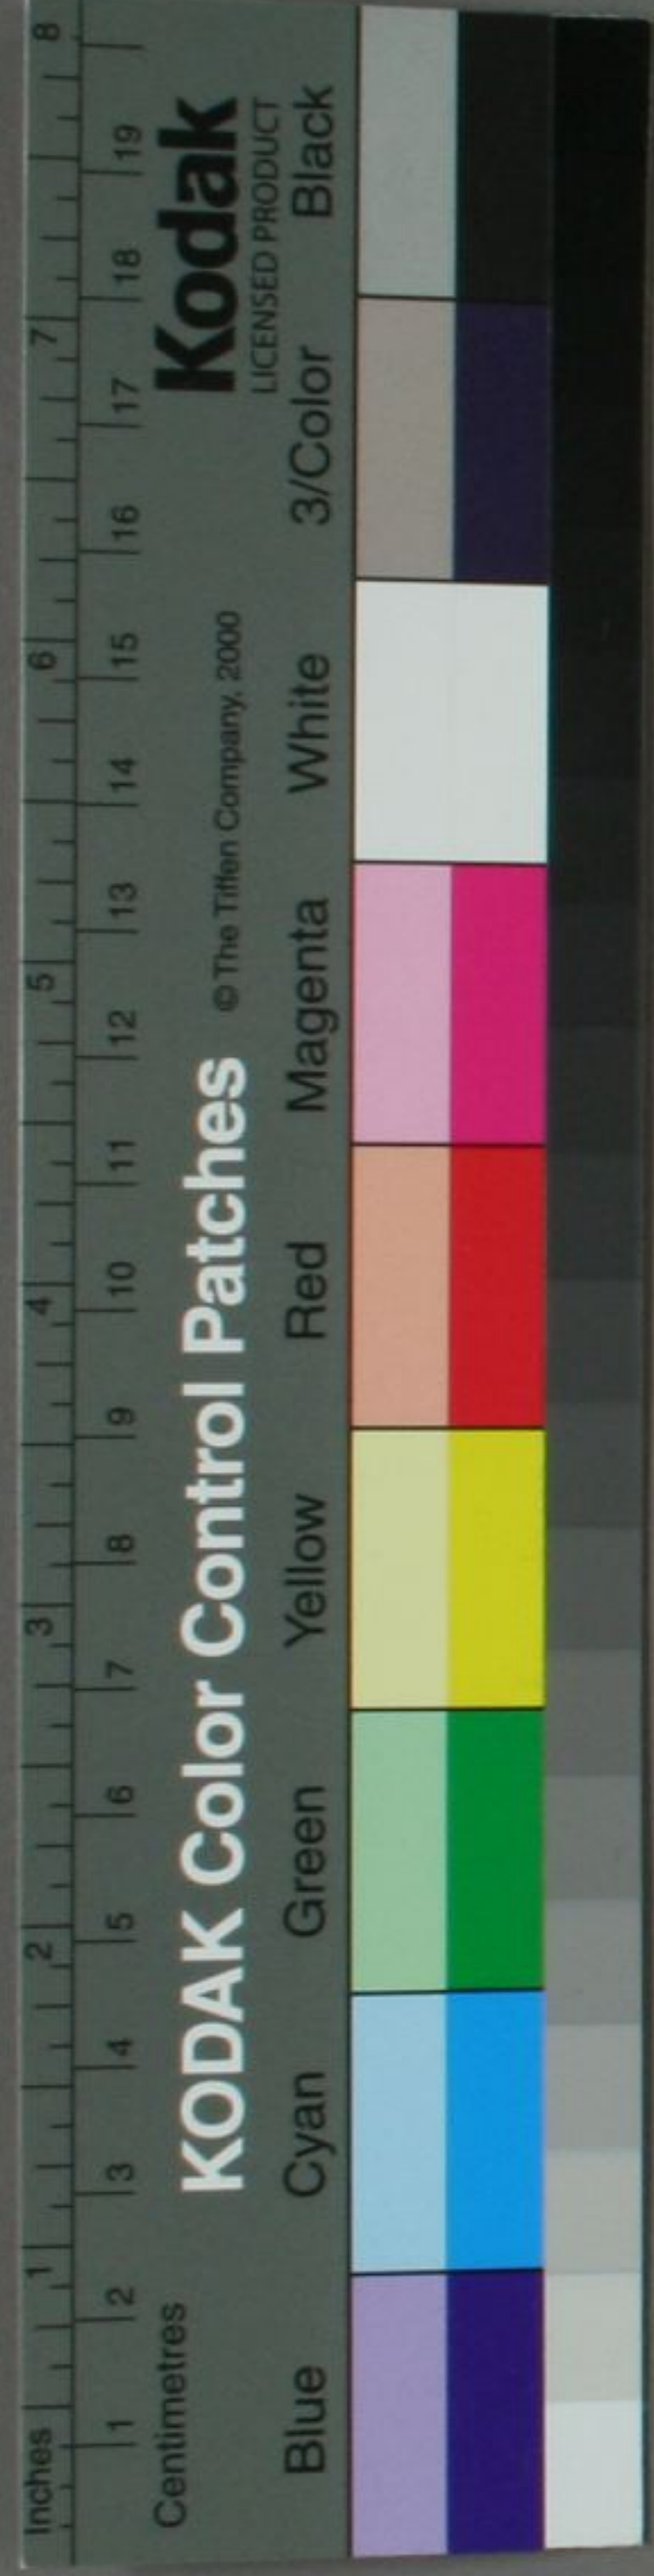 Inches 1 2 3 4 5 6 7 8
1 2 3 4 5 6 7 8 9 10 11 12 13 14 15 16 17 18 19
Centimetres
KODAK Color Control Patches © The Tiffen Company, 2000 Kodak
LICENSED PRODUCT
Blue Cyan Green Yellow Red Magenta White 3/Color Black